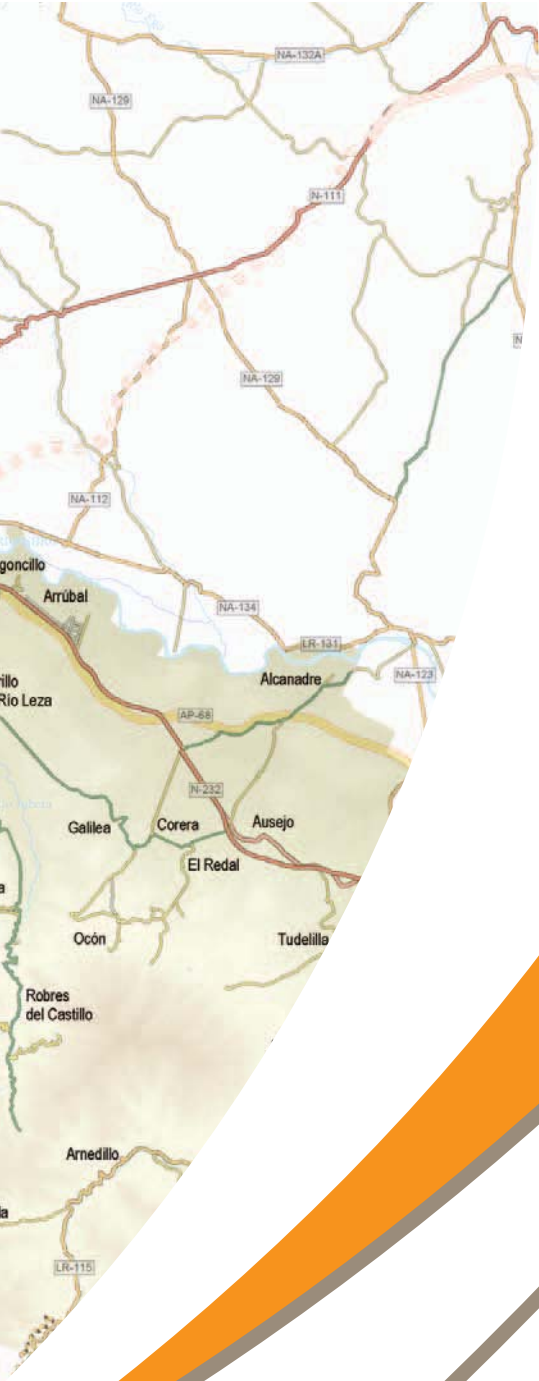 NA-132A
NA-129
N-111
NA-129
NA-112
goncillo
Arrúbal
NA-134
LR-131
rillo
Río Leza
Alcanadre
NA-123
AP-68
N-232
Galilea
Corera
Ausejo
El Redal
a
Ocón
Tudelilla
Robres
del Castillo
Arnedillo
la
LR-115